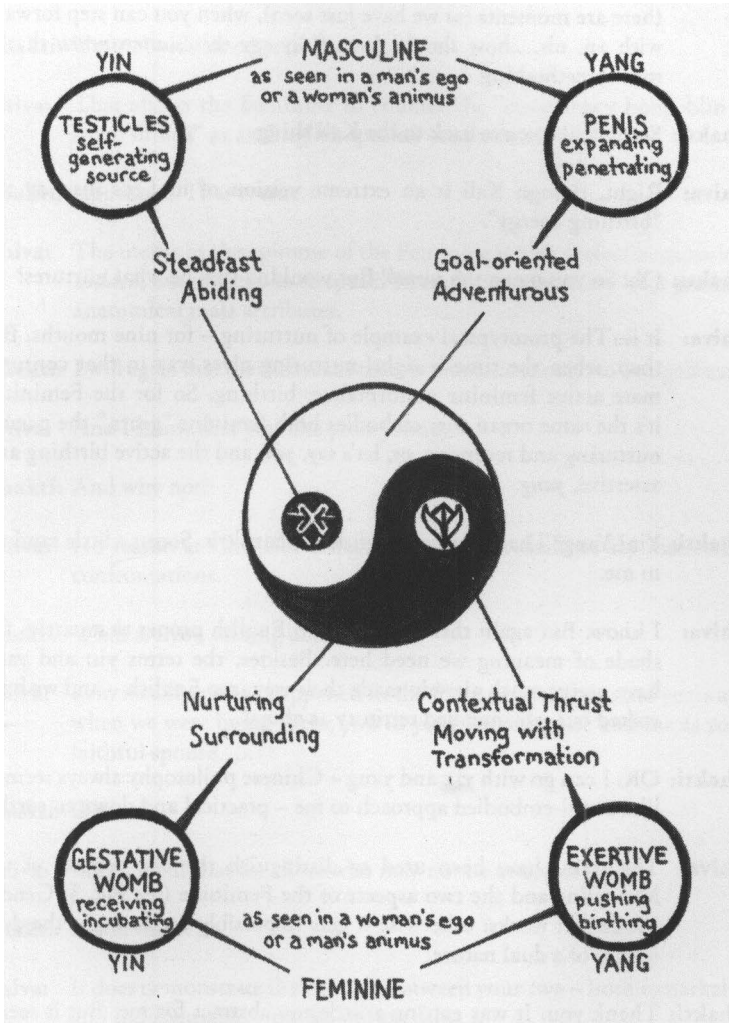 MASCULINE
as seen in a man's ego
or a woman's animus
YIN
YANG
TESTICLES
self-
generating
source
PENIS
expanding
penetrating
Steadfast
Abiding
Goal-oriented
Adventurous
Nurturing
Surrounding
Contextual Thrust
Moving with
Transformation
GESTATIVE
WOMB
receiving
incubating
EXERTIVE
WOMB
pushing
birthing
YIN
YANG
as seen in a woman's ego
or a man's animus
FEMININE